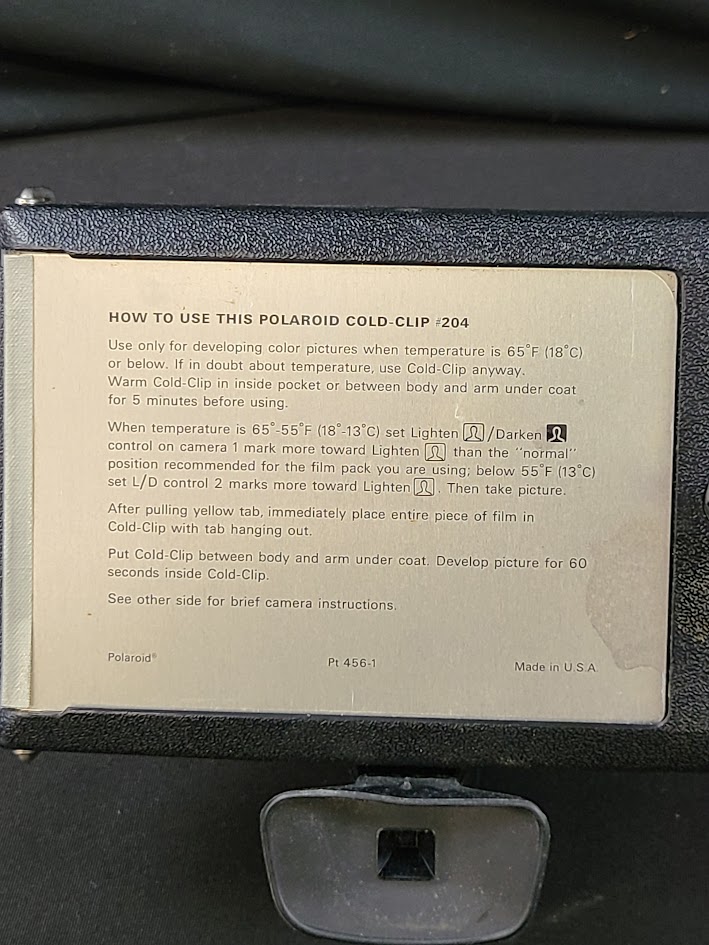 HOW TO USE THIS POLAROID COLD-CLIP #204
Use only for developing color pictures when temperature is 65°F (18°C)
or below. If in doubt about temperature, use Cold-Clip anyway.
Warm Cold-Clip in inside pocket or between body and arm under coat
for 5 minutes before using.
When temperature is 65°-55°F (18°-13°C) set Lighten /Darken
control on camera 1 mark more toward Lighten than the "normal"
position recommended for the film pack you are using; below 55°F (13°C)
set L/D control 2 marks more toward Lighten . Then take picture.
After pulling yellow tab, immediately place entire piece of film in
Cold-Clip with tab hanging out.
Put Cold-Clip between body and arm under coat. Develop picture for 60
seconds inside Cold-Clip.
See other side for brief camera instructions.
Polaroid® Pt 456-1 Made in U.S.A.